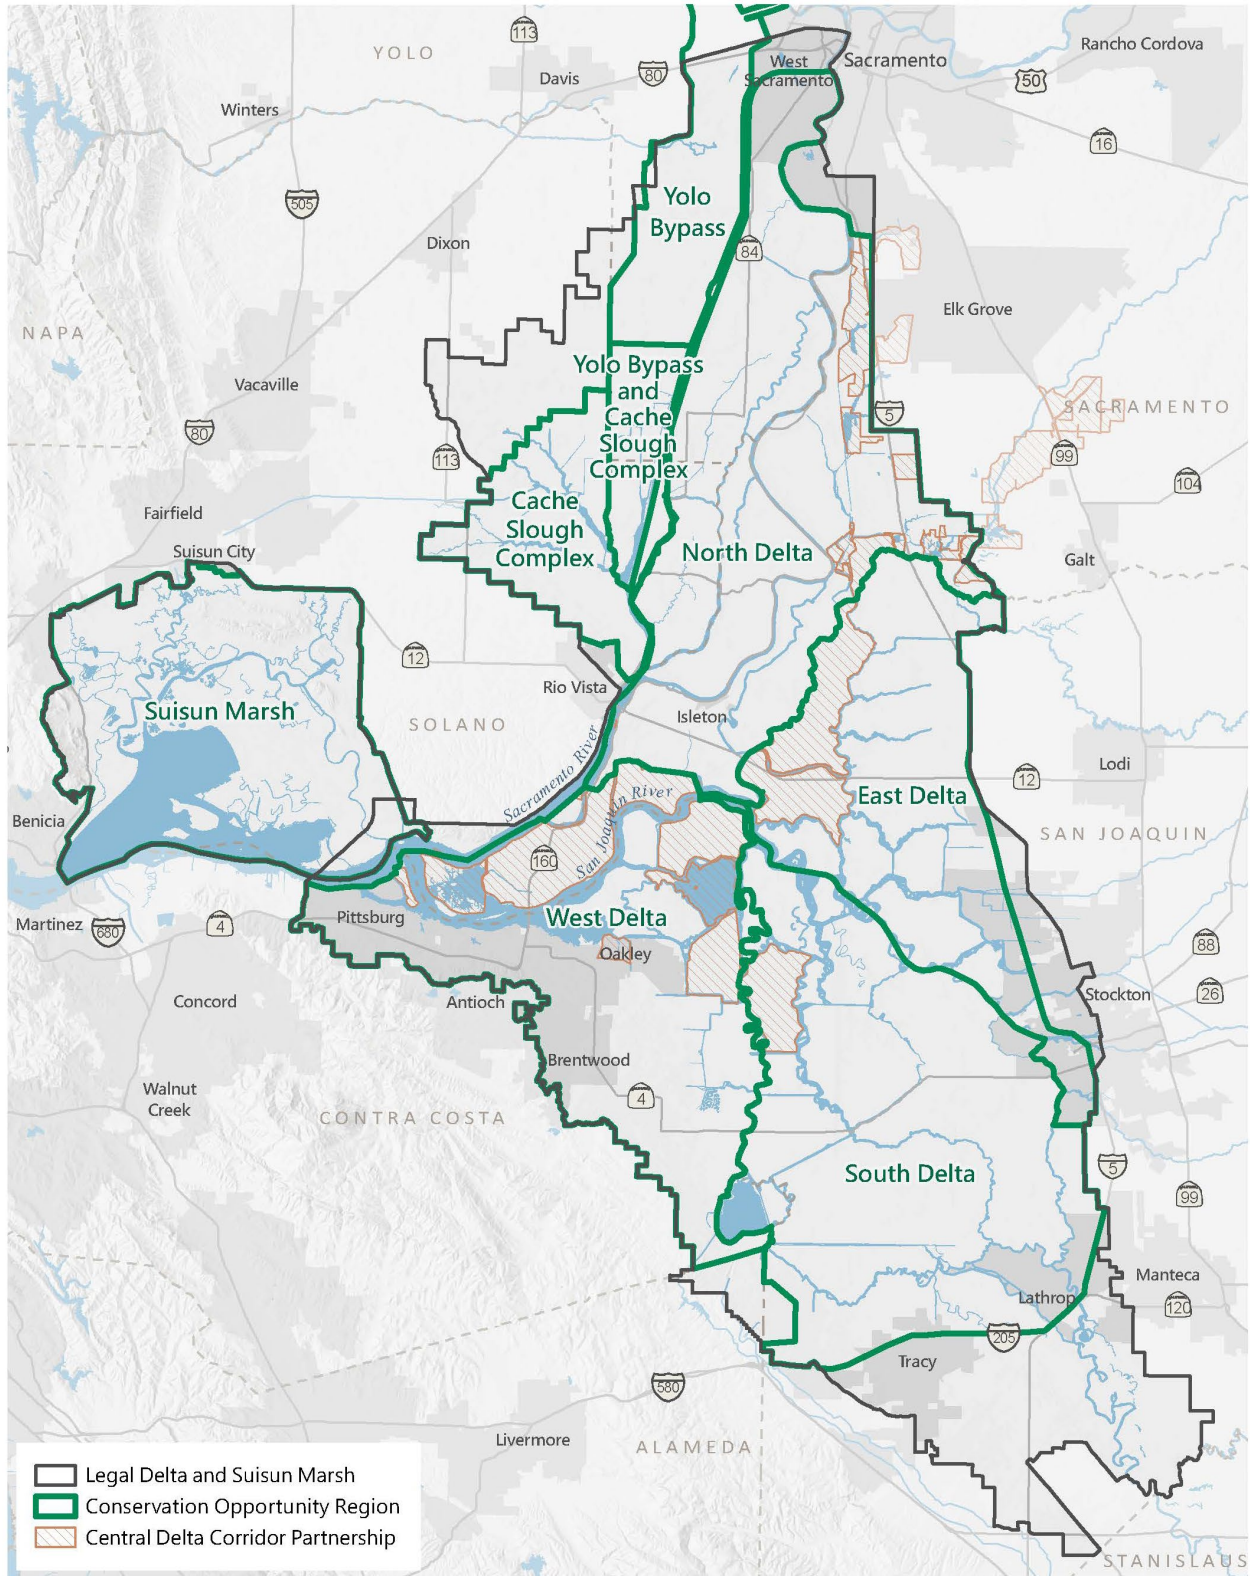 113
YOLO
Rancho Cordova
West
Sacramento
Sacramento
Davis
80
50
Winters
16
505
Yolo
Bypass
Dixon
84
NAPA
Elk Grove
Yolo Bypass
and
Cache
Slough
Complex
Vacaville
5
SACRAMENTO
80
113
99
104
Cache
Slough
Complex
Fairfield
Suisun City
North Delta
Galt
12
Rio Vista
Suisun Marsh
SOLANO
Isleton
Sacramento River
Lodi
12
San Joaquin River
East Delta
Benicia
SAN JOAQUIN
160
Martinez
680
4
Pittsburg
West Delta
88
Oakley
26
Concord
Antioch
Stockton
Brentwood
Walnut
Creek
4
CONTRA COSTA
South Delta
5
99
Manteca
Lathrop
120
205
Tracy
580
Livermore
ALAMEDA
Legal Delta and Suisun Marsh
Conservation Opportunity Region
Central Delta Corridor Partnership
STANISLAUS